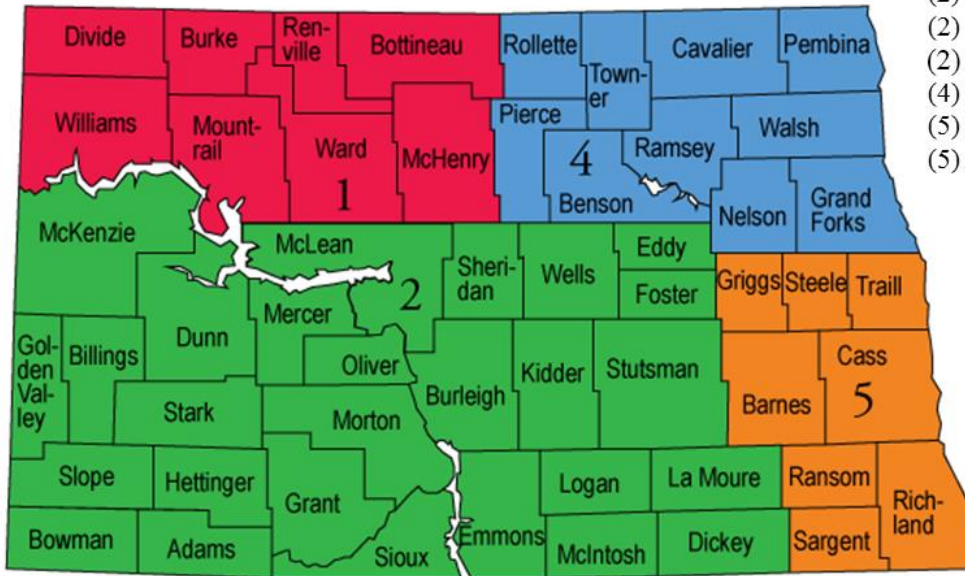 (2)
(2)
(2)
(4)
(5)
(5)
Divide
Burke
Ren-
ville
Bottineau
Rollette
Town-
er
Cavalier
Pembina
Williams
Mount-
rail
Ward
1
McHenry
Pierce
4
Benson
Ramsey
Walsh
Nelson
Grand
Forks
McKenzie
McLean
2
Sheri-
dan
Wells
Eddy
Foster
Griggs
Steele
Traill
Gol-
den
Val-
ley
Billings
Dunn
Mercer
Oliver
Burleigh
Kidder
Stutsman
Barnes
Cass
5
Stark
Morton
Slope
Hettinger
Grant
Logan
La Moure
Ransom
Rich-
land
Bowman
Adams
Sioux
Emmons
McIntosh
Dickey
Sargent